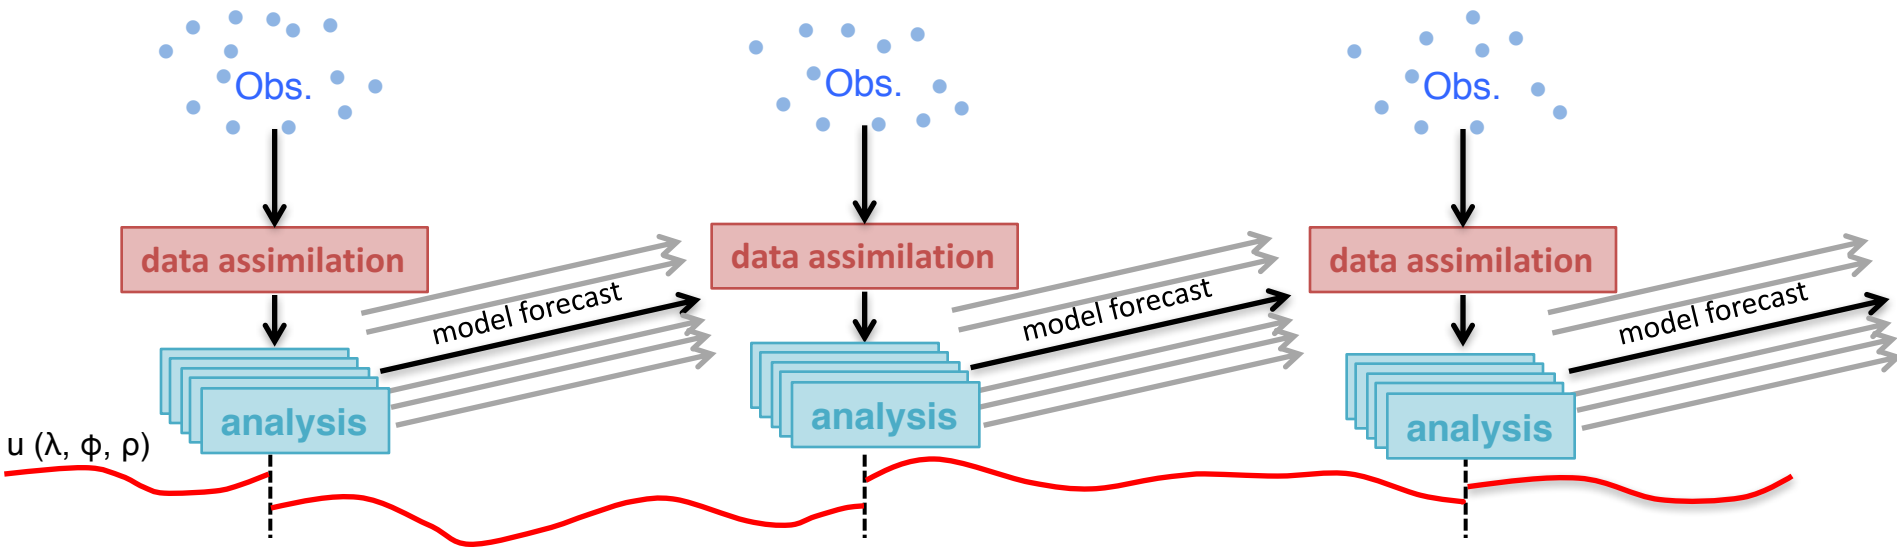 Obs.
Obs.
Obs.
data assimilation
data assimilation
data assimilation
model forecast
model forecast
model forecast
analysis
analysis
analysis
u (λ, ϕ, ρ)